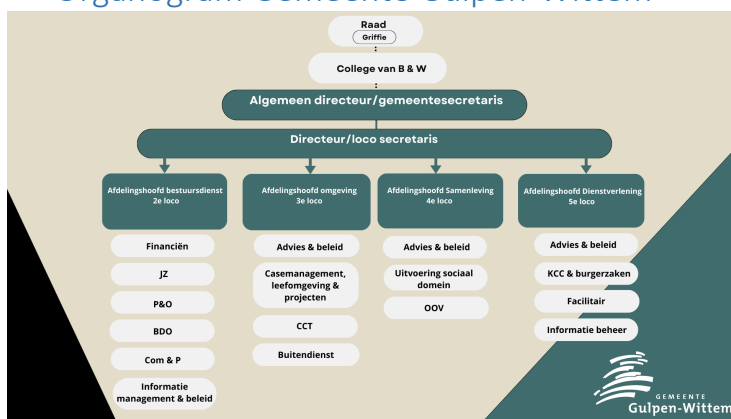 Organogram Gemeente Gulpen-Wittem
Raad
Griffie
College van B & W
Algemeen directeur/gemeentesecretaris
Directeur/loco secretaris
Afdelingshoofd bestuursdienst
2e loco
Financiën
JZ
P&O
BDO
Com & P
Informatie
management & beleid
Afdelingshoofd omgeving
3e loco
Advies & beleid
Casemanagement,
leefomgeving &
projecten
CCT
Buitendienst
Afdelingshoofd Samenleving
4e loco
Advies & beleid
Uitvoering sociaal
domein
OOV
Afdelingshoofd Dienstverlening
5e loco
Advies & beleid
KCC & burgerzaken
Facilitair
Informatie beheer
GEMEENTE
Gulpen-Wittem